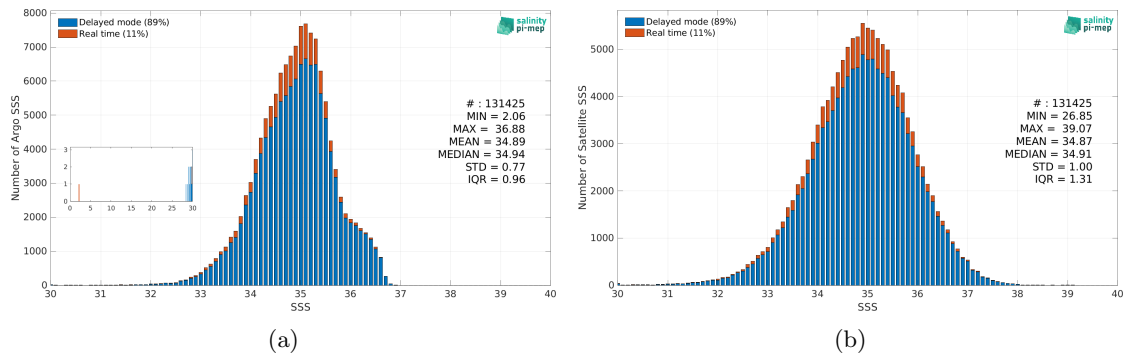 Delayed mode (89%)
Real time (11%)
salinity
pi-mep
8000
7000
6000
5000
4000
3000
2000
1000
0
Number of Argo SSS
# : 131425
MIN = 2.06
MAX = 36.88
MEAN = 34.89
MEDIAN = 34.94
STD = 0.77
IQR = 0.96
3
2
1
0
0 5 10 15 20 25 30
30 31 32 33 34 35 36 37 38 39 40
SSS
(a)
Delayed mode (89%)
Real time (11%)
salinity
pi-mep
5000
4000
3000
2000
1000
0
Number of Satellite SSS
# : 131425
MIN = 26.85
MAX = 39.07
MEAN = 34.87
MEDIAN = 34.91
STD = 1.00
IQR = 1.31
30 31 32 33 34 35 36 37 38 39 40
SSS
(b)